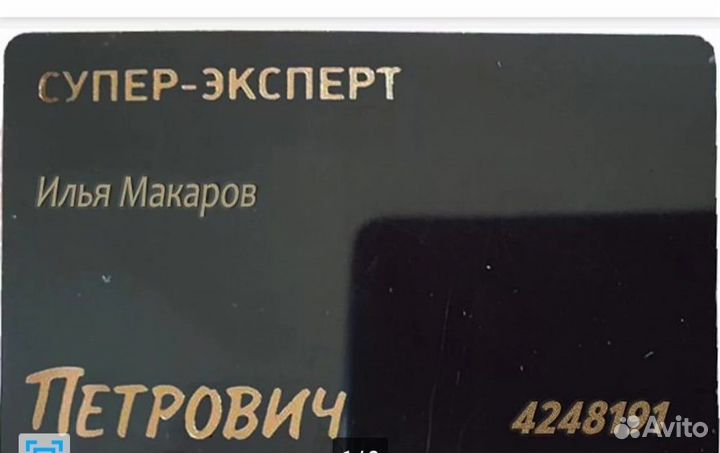 СУПЕР-ЭКСПЕРТ
Илья Макаров
ПЕТРОВИЧ
4248191
Avito